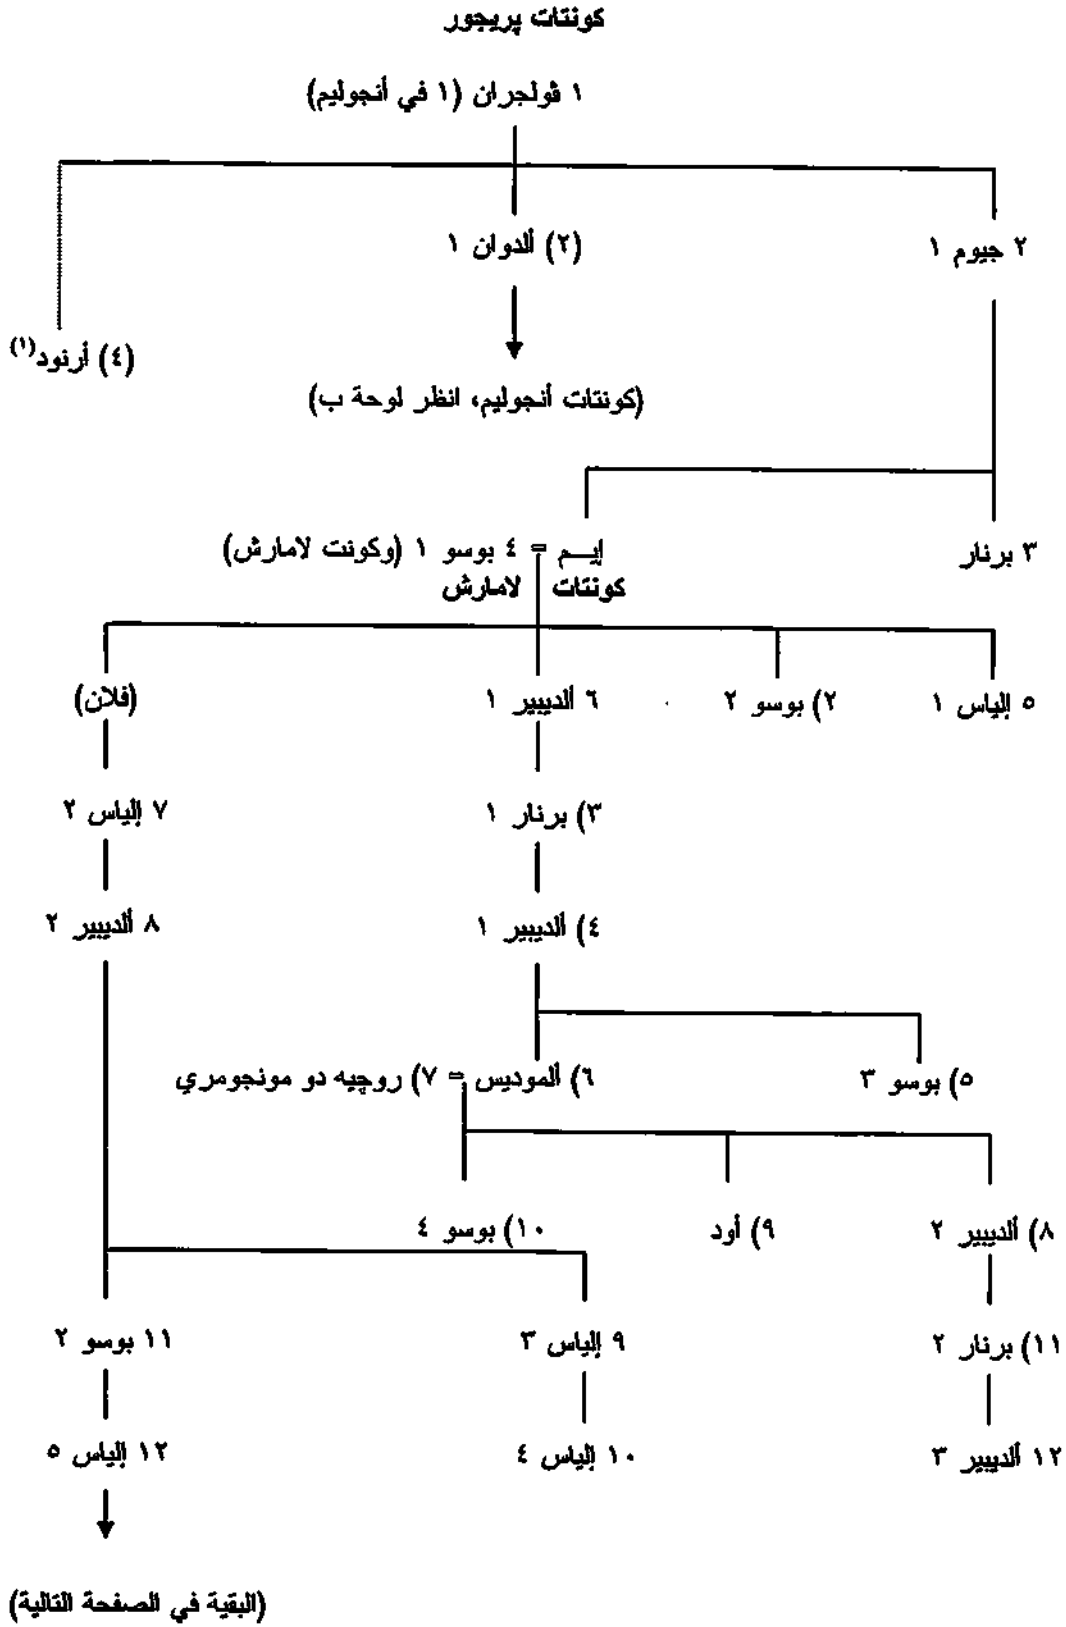 كونتات پريجور
١ ڤولجران (١ في أنجوليم)
٢ جيوم ١
(٢) ألدوان ١
(٤) أرنود(١)
(كونتات أنجوليم، انظر لوحة ب)
٣ برنار
إيـم = ٤ بوسو ١ (وكونت لامارش)
كونتات لامارش
٥ إلياس ١
٢) بوسو ٢
٦ ألديبير ١
(فلان)
٣) برنار ١
٧ إلياس ٢
٤) ألديبير ١
٨ ألديبير ٢
٥) بوسو ٣
٦) ألموديس = ٧) روچيه دو مونجومري
٨) ألديبير ٢
٩) أود
١٠) بوسو ٤
١١) برنار ٢
٩ إلياس ٣
١١ بوسو ٢
١٢ ألديبير ٣
١٠ إلياس ٤
١٢ إلياس ٥
(البقية في الصفحة التالية)